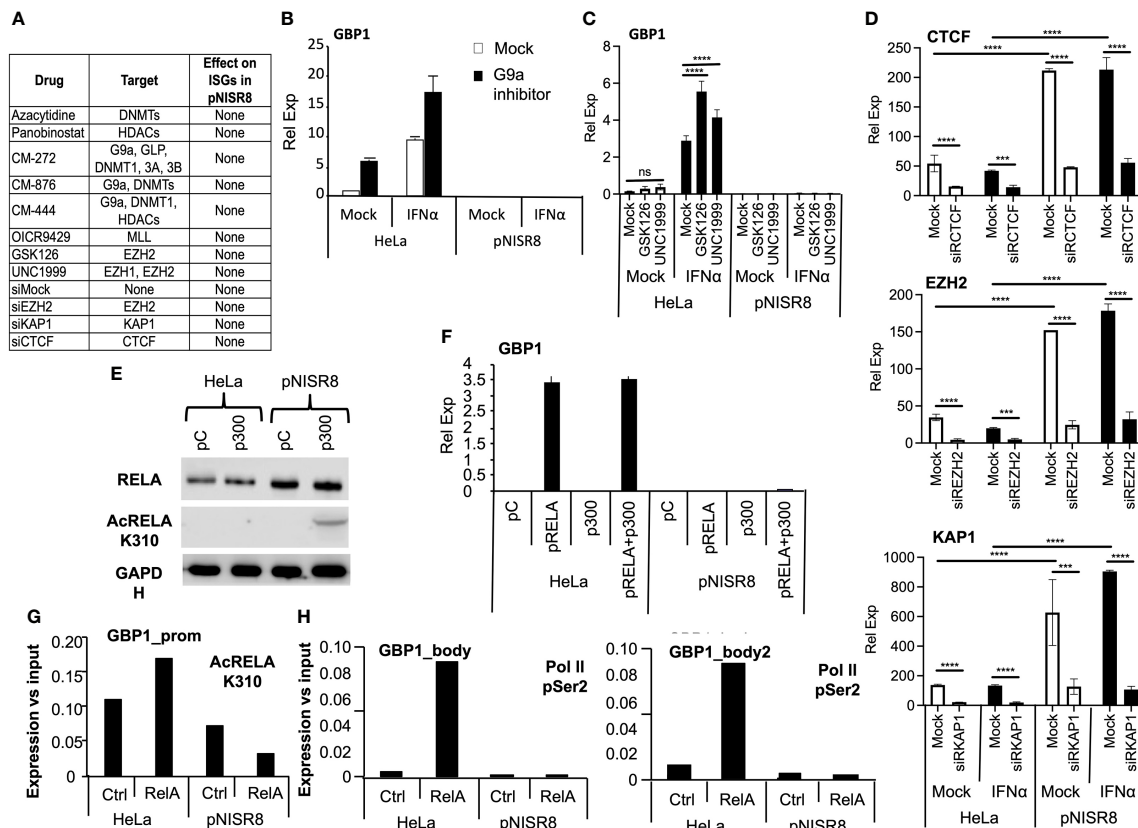 A
Drug Target Effect on ISGs in pNISR8
Azacytidine DNMTs None
Panobinostat HDACs None
CM-272 G9a, GLP, DNMT1, 3A, 3B None
CM-876 G9a, DNMTs None
CM-444 G9a, DNMT1, HDACs None
OICR9429 MLL None
GSK126 EZH2 None
UNC1999 EZH1, EZH2 None
siMock None None
siEZH2 EZH2 None
siKAP1 KAP1 None
siCTCF CTCF None
B
GBP1
Rel Exp
25
20
15
10
5
0
Mock
G9a inhibitor
Mock IFNα Mock IFNα
HeLa pNISR8
C
GBP1
Rel Exp
8
6
4
2
0
ns
****
****
Mock GSK126 UNC1999 Mock GSK126 UNC1999 Mock GSK126 UNC1999 Mock GSK126 UNC1999
Mock IFNα Mock IFNα
HeLa pNISR8
D
CTCF
Rel Exp
200
150
100
50
0
****
****
**** *** **** ****
Mock siRCTCF Mock siRCTCF Mock siRCTCF Mock siRCTCF
EZH2
Rel Exp
200
150
100
50
0
****
****
**** *** **** ****
Mock siREZH2 Mock siREZH2 Mock siREZH2 Mock siREZH2
KAP1
Rel Exp
1000
800
600
400
200
0
****
****
**** **** *** ****
Mock siRKAP1 Mock siRKAP1 Mock siRKAP1 Mock siRKAP1
Mock IFNα Mock IFNα
HeLa pNISR8
E
HeLa pNISR8
pC p300 pC p300
RELA
AcRELA
K310
GAPD
H
F
GBP1
Rel Exp
4
3.5
3
2.5
2
1.5
1
0.5
0
pC pRELA p300 pRELA+p300 pC pRELA p300 pRELA+p300
HeLa pNISR8
G
GBP1_prom
AcRELA
K310
Expression vs input
0.20
0.15
0.10
0.05
0
Ctrl RelA Ctrl RelA
HeLa pNISR8
H
GBP1_body
Pol II
pSer2
Expression vs input
0.10
0.08
0.06
0.04
0.02
0
Ctrl RelA Ctrl RelA
HeLa pNISR8
GBP1_body2
Pol II
pSer2
0.10
0.08
0.06
0.04
0.02
0.00
Ctrl RelA Ctrl RelA
HeLa pNISR8